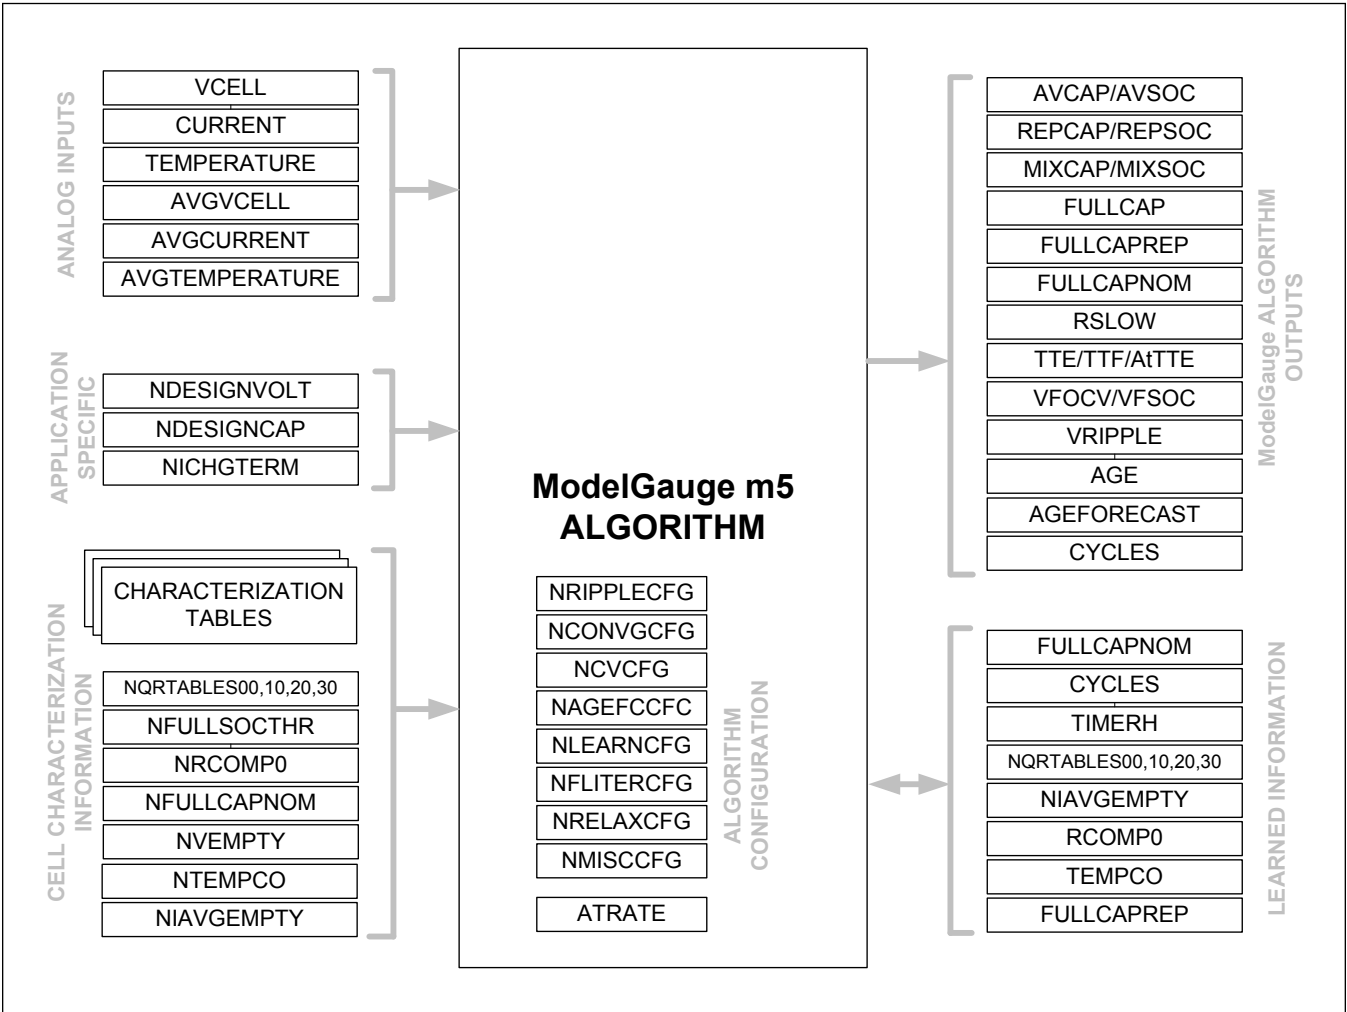 ANALOG INPUTS
VCELL
CURRENT
TEMPERATURE
AVGVCELL
AVGCURRENT
AVGTEMPERATURE
APPLICATION
SPECIFIC
NDESIGNVOLT
NDESIGNCAP
NICHGTERM
CELL CHARACTERIZATION
INFORMATION
CHARACTERIZATION
TABLES
NQRTABLES00,10,20,30
NFULLSOCTHR
NRCOMP0
NFULLCAPNOM
NVEMPTY
NTEMPCO
NIAVGEMPTY
ModelGauge m5
ALGORITHM
NRIPPLECFG
NCONVGCFG
NCVCFG
NAGEFCCFC
NLEARNCFG
NFLITERCFG
NRELAXCFG
NMISCCFG
ATRATE
ALGORITHM
CONFIGURATION
AVCAP/AVSOC
REPCAP/REPSOC
MIXCAP/MIXSOC
FULLCAP
FULLCAPREP
FULLCAPNOM
RSLOW
TTE/TTF/AtTTE
VFOCV/VFSOC
VRIPPLE
AGE
AGEFORECAST
CYCLES
ModelGauge ALGORITHM
OUTPUTS
FULLCAPNOM
CYCLES
TIMERH
NQRTABLES00,10,20,30
NIAVGEMPTY
RCOMP0
TEMPCO
FULLCAPREP
LEARNED INFORMATION